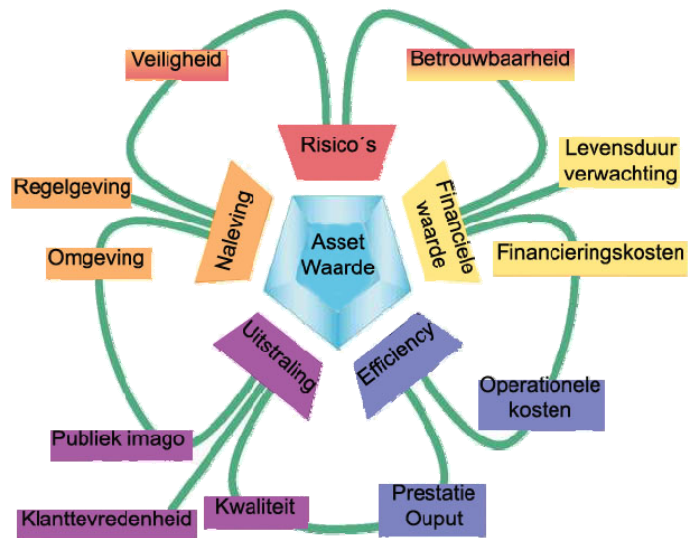 Veiligheid
Betrouwbaarheid
Risico´s
Levensduur
verwachting
Regelgeving
Naleving
Financiele
waarde
Asset
Waarde
Omgeving
Financieringskosten
Uitstraling
Efficiency
Operationele
kosten
Publiek imago
Klanttevredenheid
Kwaliteit
Prestatie
Ouput